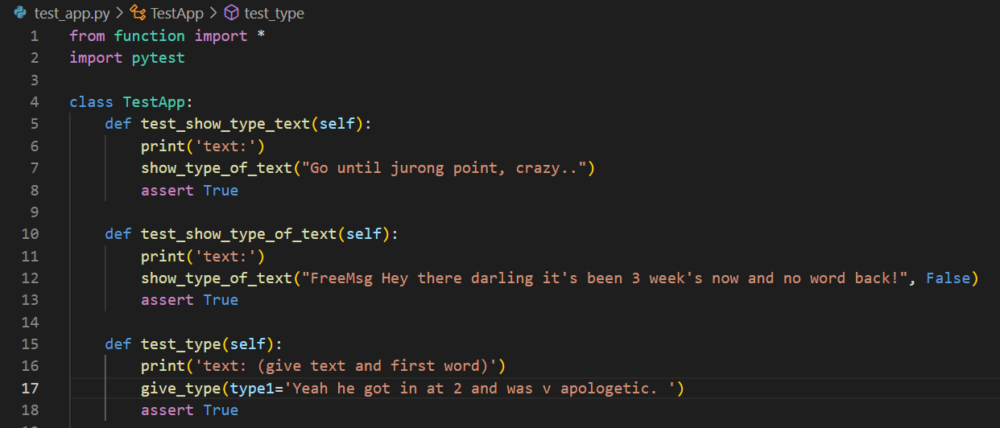 test_app.py > TestApp > test_type
1 from function import *
2 import pytest
3
4 class TestApp:
5     def test_show_type_text(self):
6         print('text:')
7         show_type_of_text("Go until jurong point, crazy..")
8         assert True
9
10     def test_show_type_of_text(self):
11         print('text:')
12         show_type_of_text("FreeMsg Hey there darling it's been 3 week's now and no word back!", False)
13         assert True
14
15     def test_type(self):
16         print('text: (give text and first word)')
17         give_type(type1='Yeah he got in at 2 and was v apologetic. ')
18         assert True